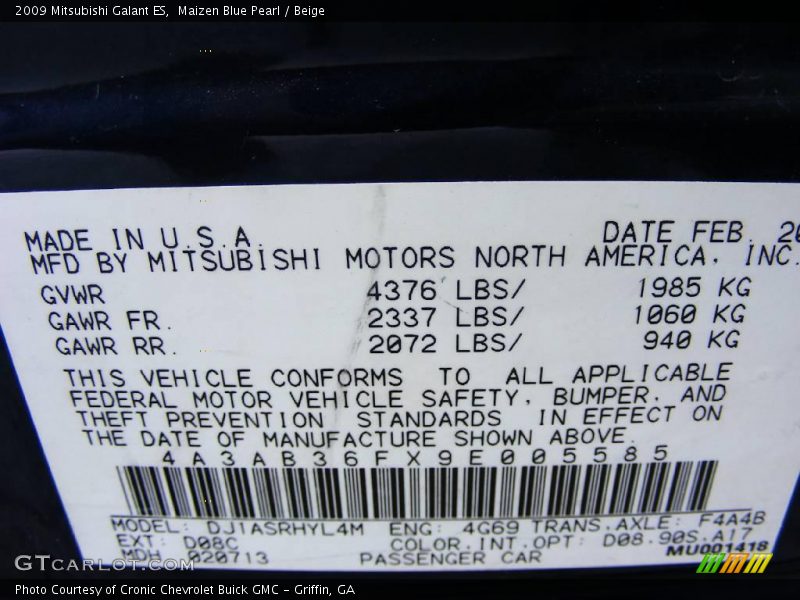 2009 Mitsubishi Galant ES, Maizen Blue Pearl / Beige
MADE IN U.S.A. DATE FEB.
MFD BY MITSUBISHI MOTORS NORTH AMERICA, INC.
GVWR 4376 LBS/ 1985 KG
GAWR FR. 2337 LBS/ 1060 KG
GAWR RR. 2072 LBS/ 940 KG
THIS VEHICLE CONFORMS TO ALL APPLICABLE
FEDERAL MOTOR VEHICLE SAFETY, BUMPER, AND
THEFT PREVENTION STANDARDS IN EFFECT ON
THE DATE OF MANUFACTURE SHOWN ABOVE.
4A3AB36FX9E005585
MODEL: DJ1ASRHYL4M ENG: 4G69 TRANS.AXLE: F4A4B
EXT: D08C COLOR.INT.OPT: D08.90S.A17
MDH 020713 PASSENGER CAR MU001418
GTCARLOT.COM
Photo Courtesy of Cronic Chevrolet Buick GMC - Griffin, GA